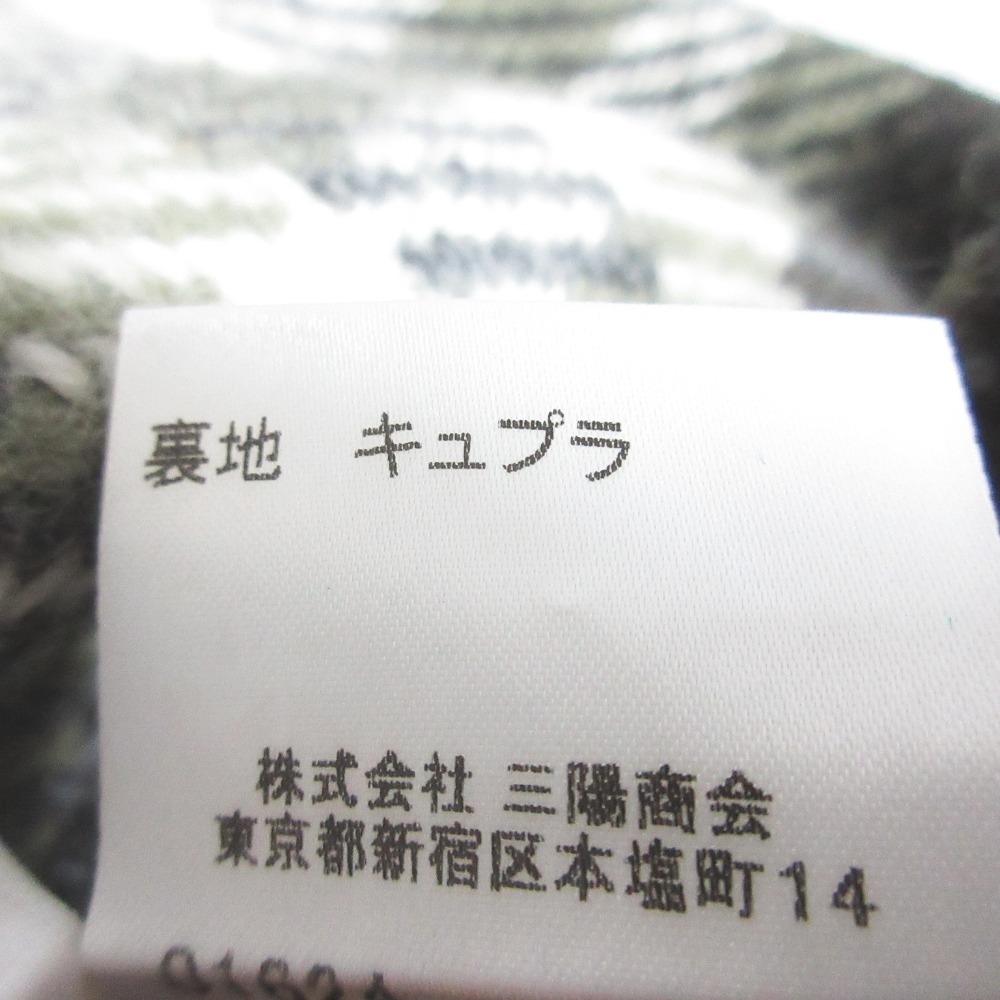 裏地　キュプラ
株式会社 三陽商会
東京都新宿区本塩町14